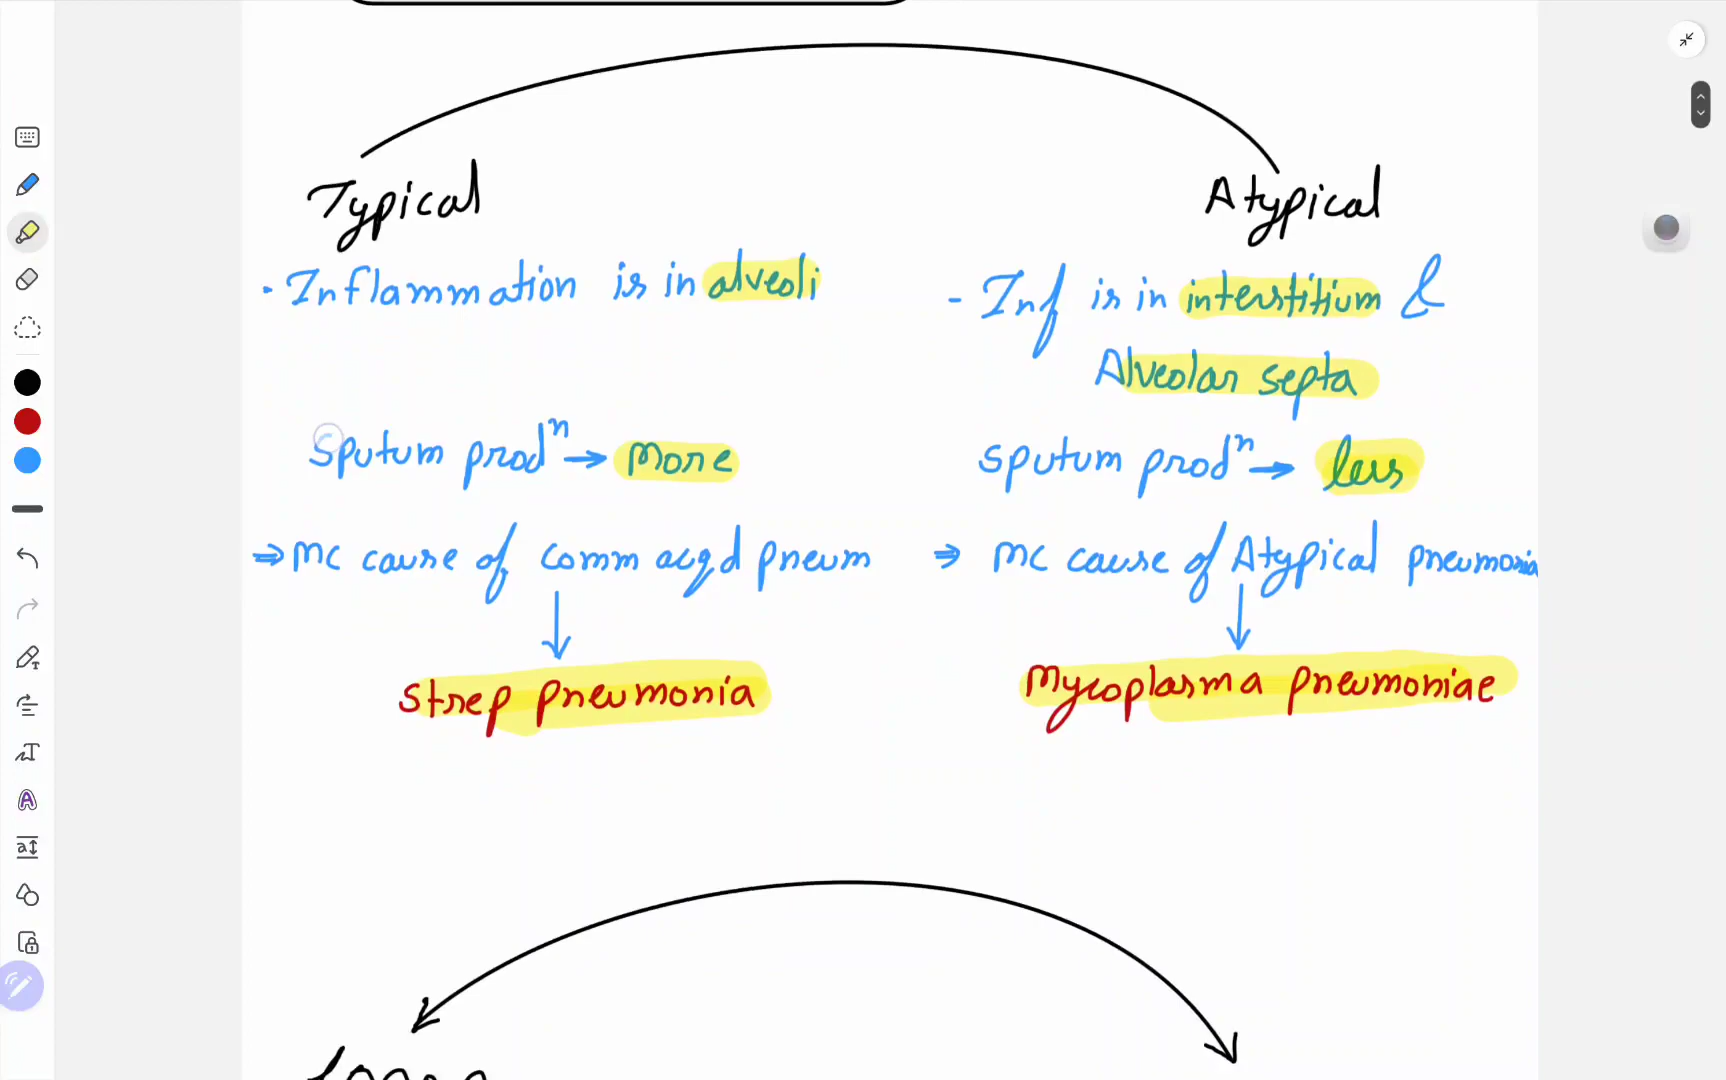 Typical
Atypical
· Inflammation is in alveoli
- Inf is in interstitium &
Alveolar septa
Sputum prodⁿ → more
Sputum prodⁿ → less
⇒ MC cause of comm acqd pneum
⇒ MC cause of Atypical pneumonia
↓
↓
Strep pneumonia
Mycoplasma pneumoniae